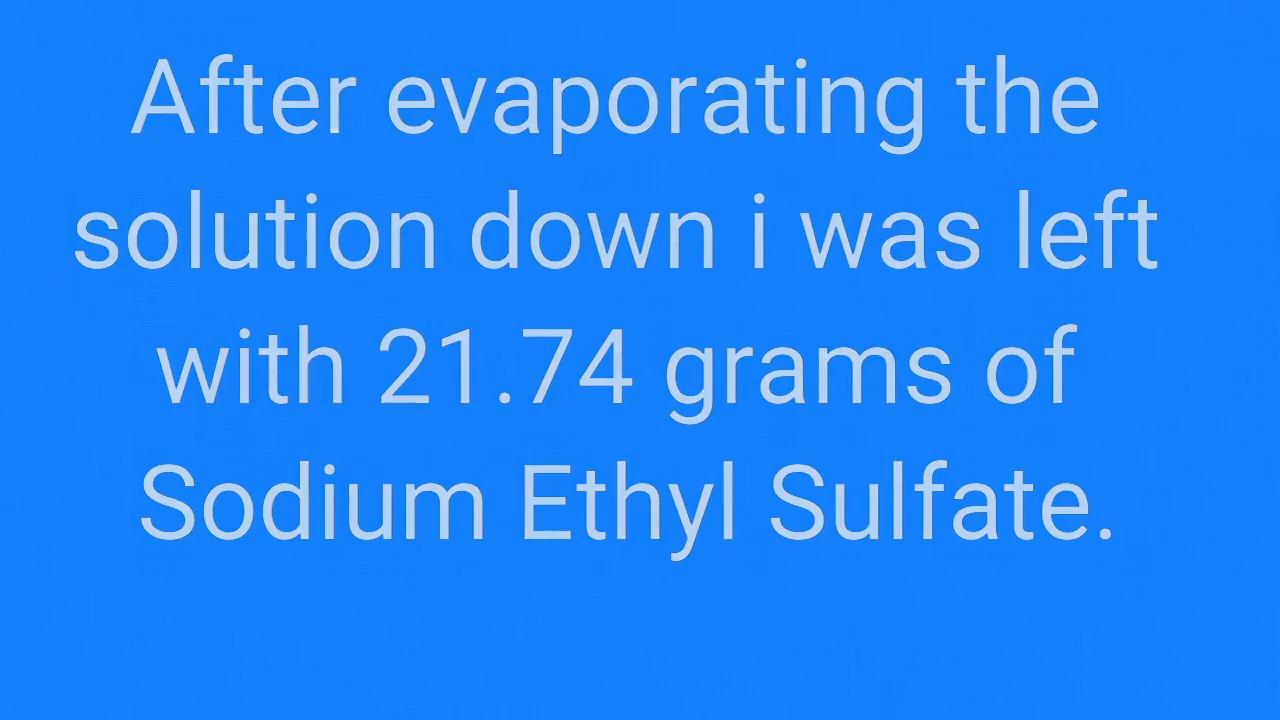 After evaporating the
solution down i was left
with 21.74 grams of
Sodium Ethyl Sulfate.